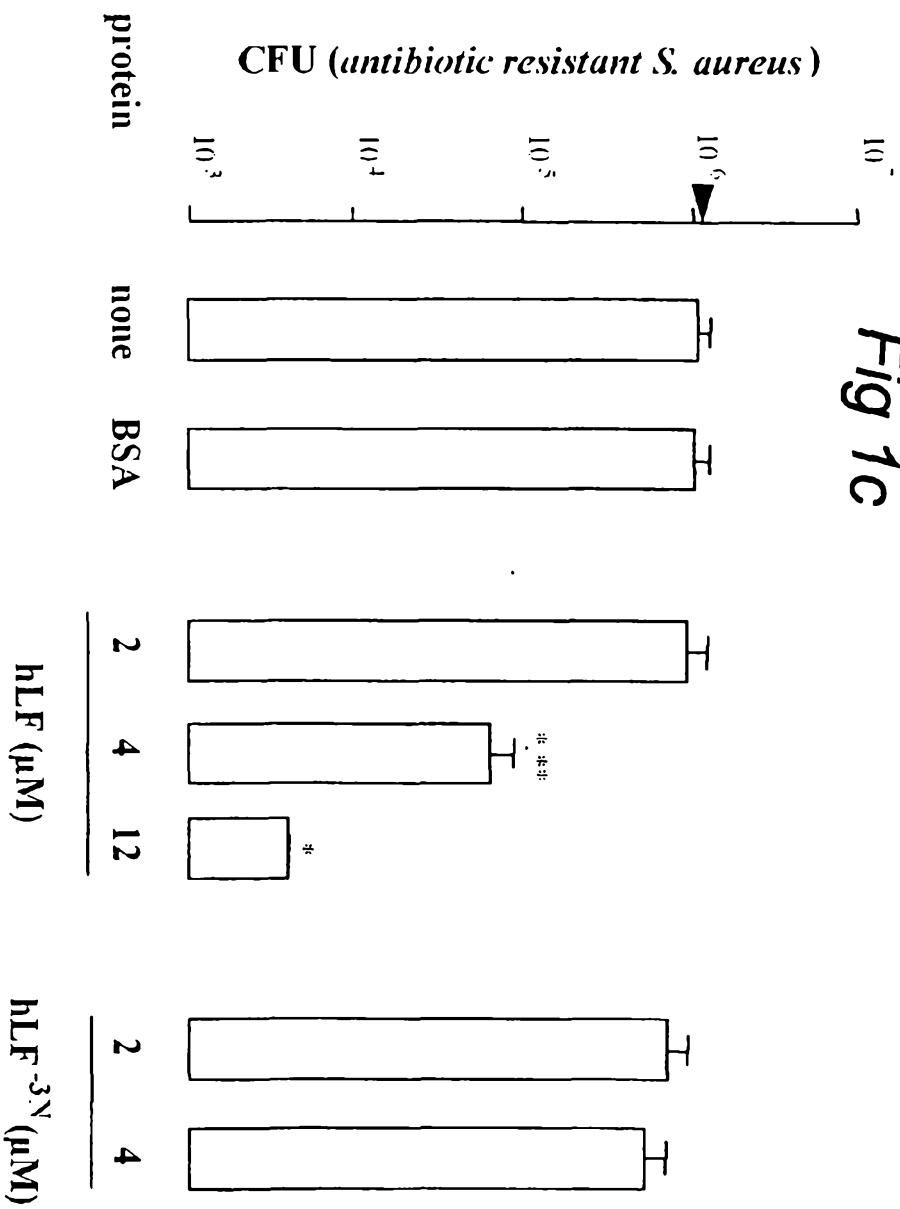 Fig 1c
CFU (antibiotic resistant S. aureus)
10⁷
10⁶
10⁵
10⁴
10³
*
**
*
protein
none
BSA
2
4
12
2
4
hLF (μM)
hLF⁻³ᴺ (μM)